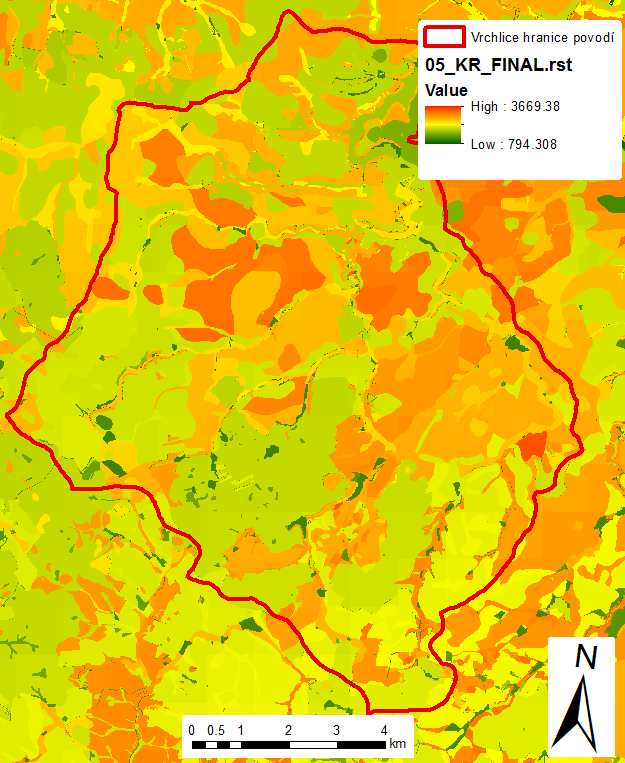 Vrchlice hranice povodí
05_KR_FINAL.rst
Value
High : 3669.38
Low : 794.308
N
0 0.5 1 2 3 4
km